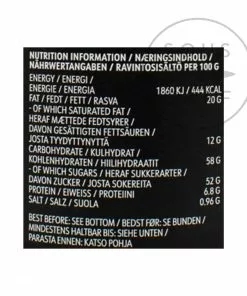 SOUS
NUTRITION INFORMATION / NÆRINGSINDHOLD /
NÄHRWERTANGABEN / RAVINTOSISÄLTÖ PER 100 G
ENERGY / ENERGI /
ENERGIE / ENERGIA 1860 KJ / 444 KCAL
FAT / FEDT / FETT / RASVA 20 G
- OF WHICH SATURATED FAT /
HERAF MÆTTEDE FEDTSYRER /
DAVON GESÄTTIGTEN FETTSÄUREN /
JOSTA TYYDYTTYNYTTÄ 12 G
CARBOHYDRATE / KULHYDRAT /
KOHLENHYDRATEN / HIILIHYDRAATIT 58 G
- OF WHICH SUGARS / HERAF SUKKERARTER /
DAVON ZUCKER / JOSTA SOKEREITA 52 G
PROTEIN / EIWEISS / PROTEIINI 6.8 G
SALT / SALZ / SUOLA 0,96 G
BEST BEFORE: SEE BOTTOM / BEDST FØR: SE BUNDEN /
MINDESTENS HALTBAR BIS: SIEHE UNTEN /
PARASTA ENNEN: KATSO POHJA